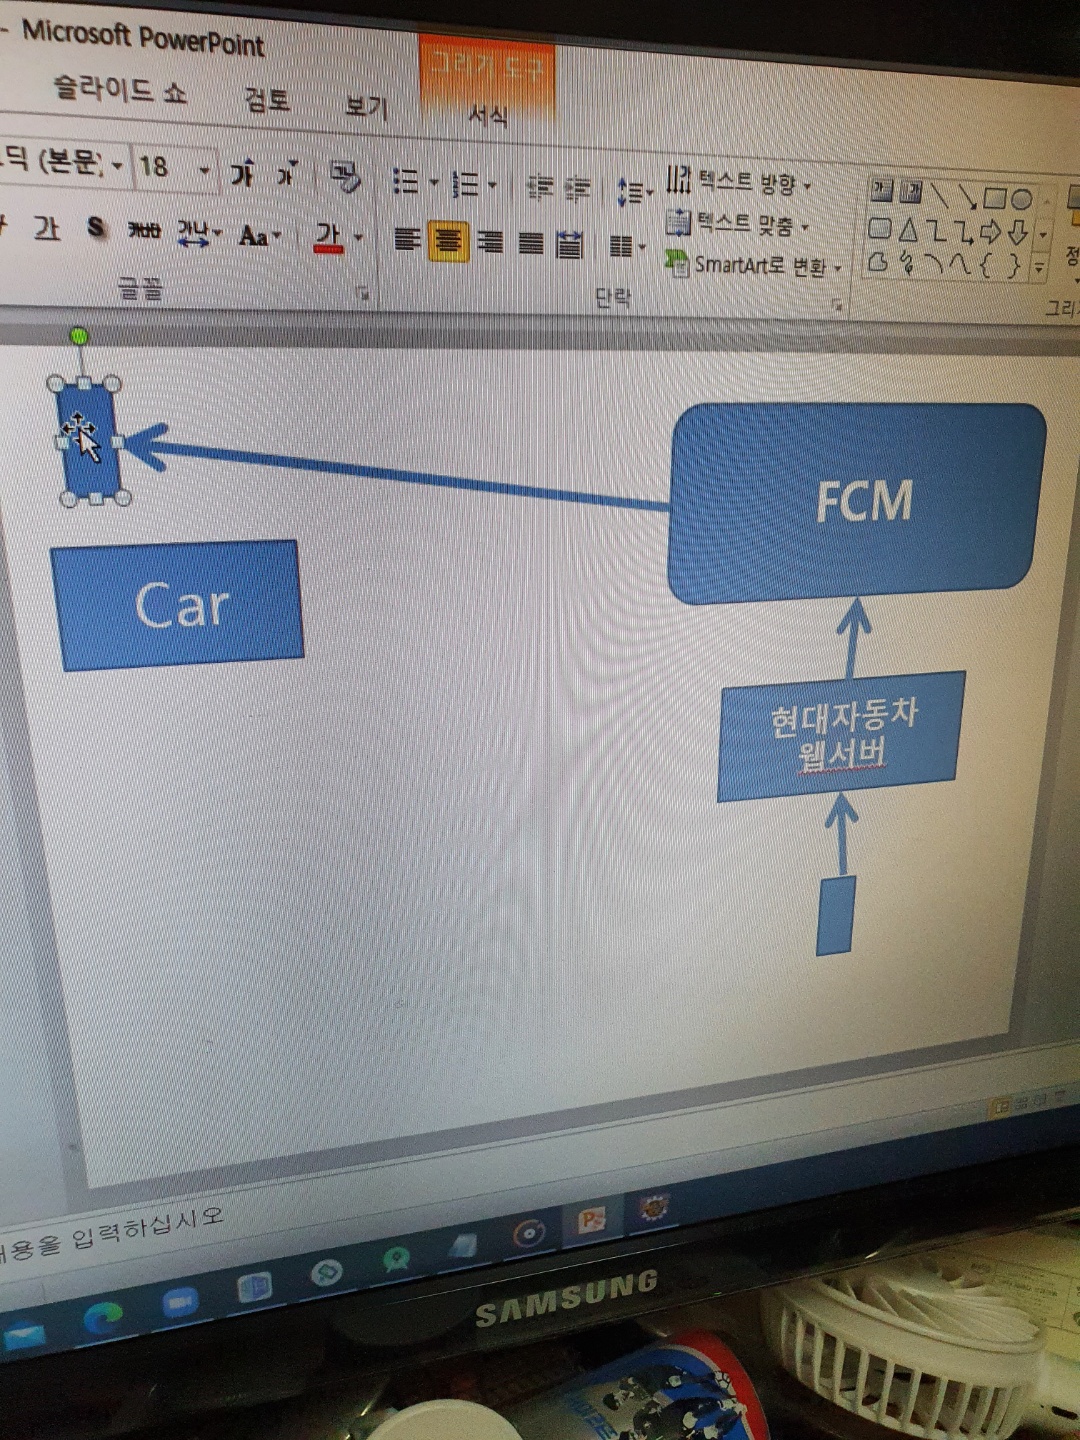 - Microsoft PowerPoint
그리기 도구
슬라이드 쇼 검토 보기 서식
(본문) 18 가 가
텍스트 방향
가 S 가나 Aa 가
텍스트 맞춤
SmartArt로 변환
글꼴 단락
FCM
Car
현대자동차
웹서버
내용을 입력하십시오
SAMSUNG